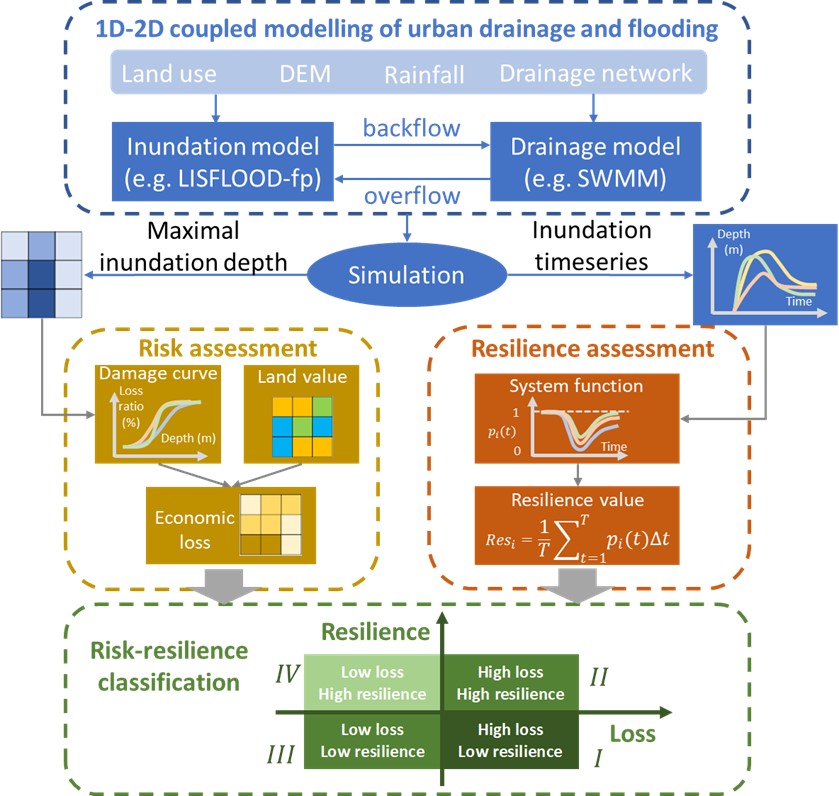 1D-2D coupled modelling of urban drainage and flooding
Land use DEM Rainfall Drainage network
Inundation model
(e.g. LISFLOOD-fp)
backflow
overflow
Drainage model
(e.g. SWMM)
Maximal
inundation depth
Simulation
Inundation
timeseries
Depth
(m)
Time
Risk assessment
Damage curve
Loss
ratio
(%)
Depth (m)
Land value
Economic
loss
Resilience assessment
System function
1
p_i(t)
0
Time
Resilience value
Res_i = \frac{1}{T} \sum_{t=1}^{T} p_i(t)Δt
Risk-resilience
classification
Resilience
IV
Low loss
High resilience
High loss
High resilience
II
III
Low loss
Low resilience
High loss
Low resilience
I
Loss